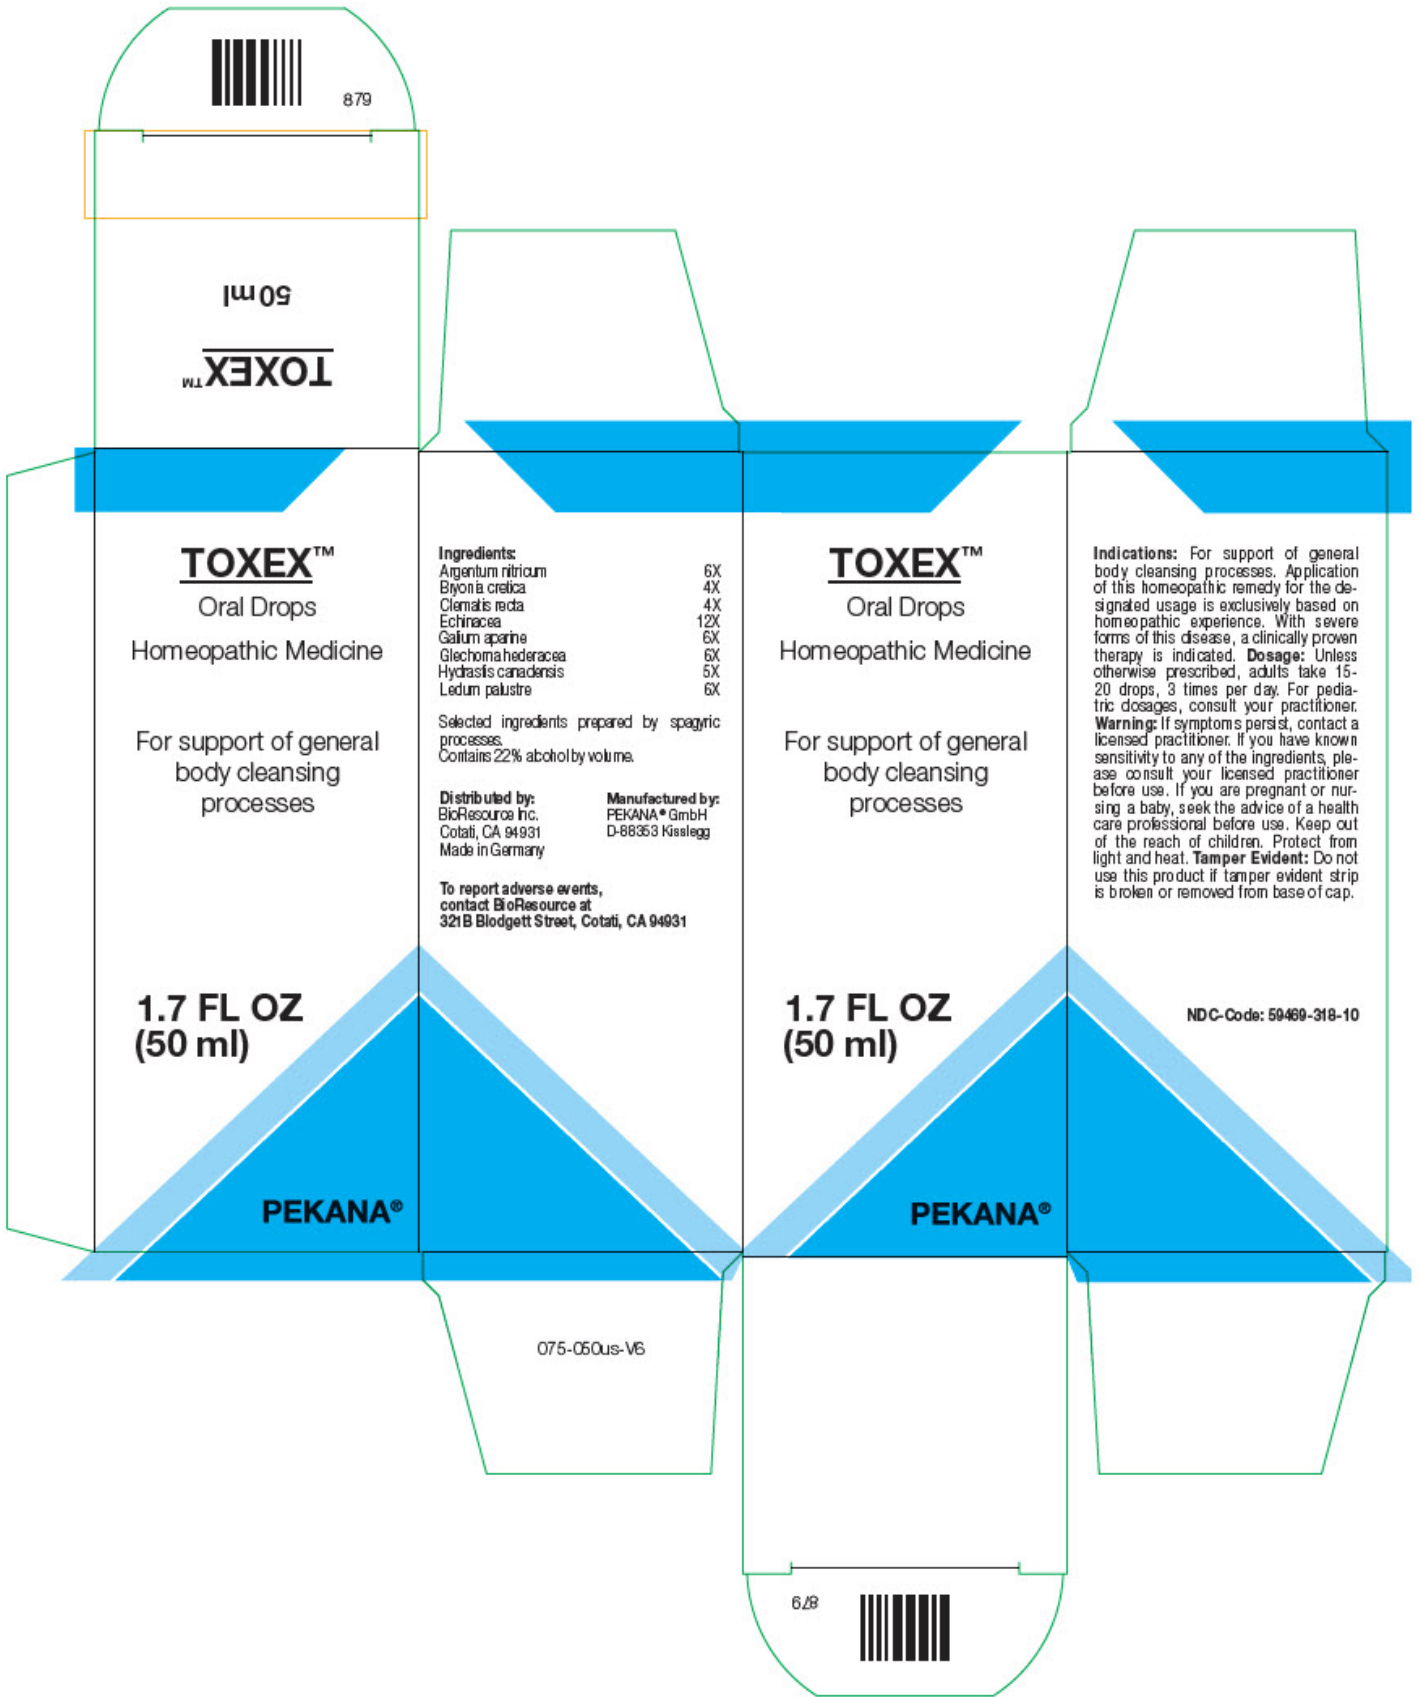 879
50 ml
TOXEX™
TOXEX™
Oral Drops
Homeopathic Medicine
For support of general
body cleansing
processes
1.7 FL OZ
(50 ml)
PEKANA®
Ingredients:
Argentum nitricum 6X
Bryonia cretica 4X
Clematis recta 4X
Echinacea 12X
Galium aparine 6X
Glechoma hederacea 6X
Hydrastis canadensis 5X
Ledum palustre 6X
Selected ingredients prepared by spagyric
processes.
Contains 22% alcohol by volume.
Distributed by:
BioResource Inc.
Cotati, CA 94931
Made in Germany
Manufactured by:
PEKANA® GmbH
D-88353 Kisslegg
To report adverse events,
contact BioResource at
321B Blodgett Street, Cotati, CA 94931
075-050us-V6
TOXEX™
Oral Drops
Homeopathic Medicine
For support of general
body cleansing
processes
1.7 FL OZ
(50 ml)
PEKANA®
879
Indications: For support of general
body cleansing processes. Application
of this homeopathic remedy for the de-
signated usage is exclusively based on
homeopathic experience. With severe
forms of this disease, a clinically proven
therapy is indicated. Dosage: Unless
otherwise prescribed, adults take 15-
20 drops, 3 times per day. For pedia-
tric dosages, consult your practitioner.
Warning: If symptoms persist, contact a
licensed practitioner. If you have known
sensitivity to any of the ingredients, ple-
ase consult your licensed practitioner
before use. If you are pregnant or nur-
sing a baby, seek the advice of a health
care professional before use. Keep out
of the reach of children. Protect from
light and heat. Tamper Evident: Do not
use this product if tamper evident strip
is broken or removed from base of cap.
NDC-Code: 59469-318-10